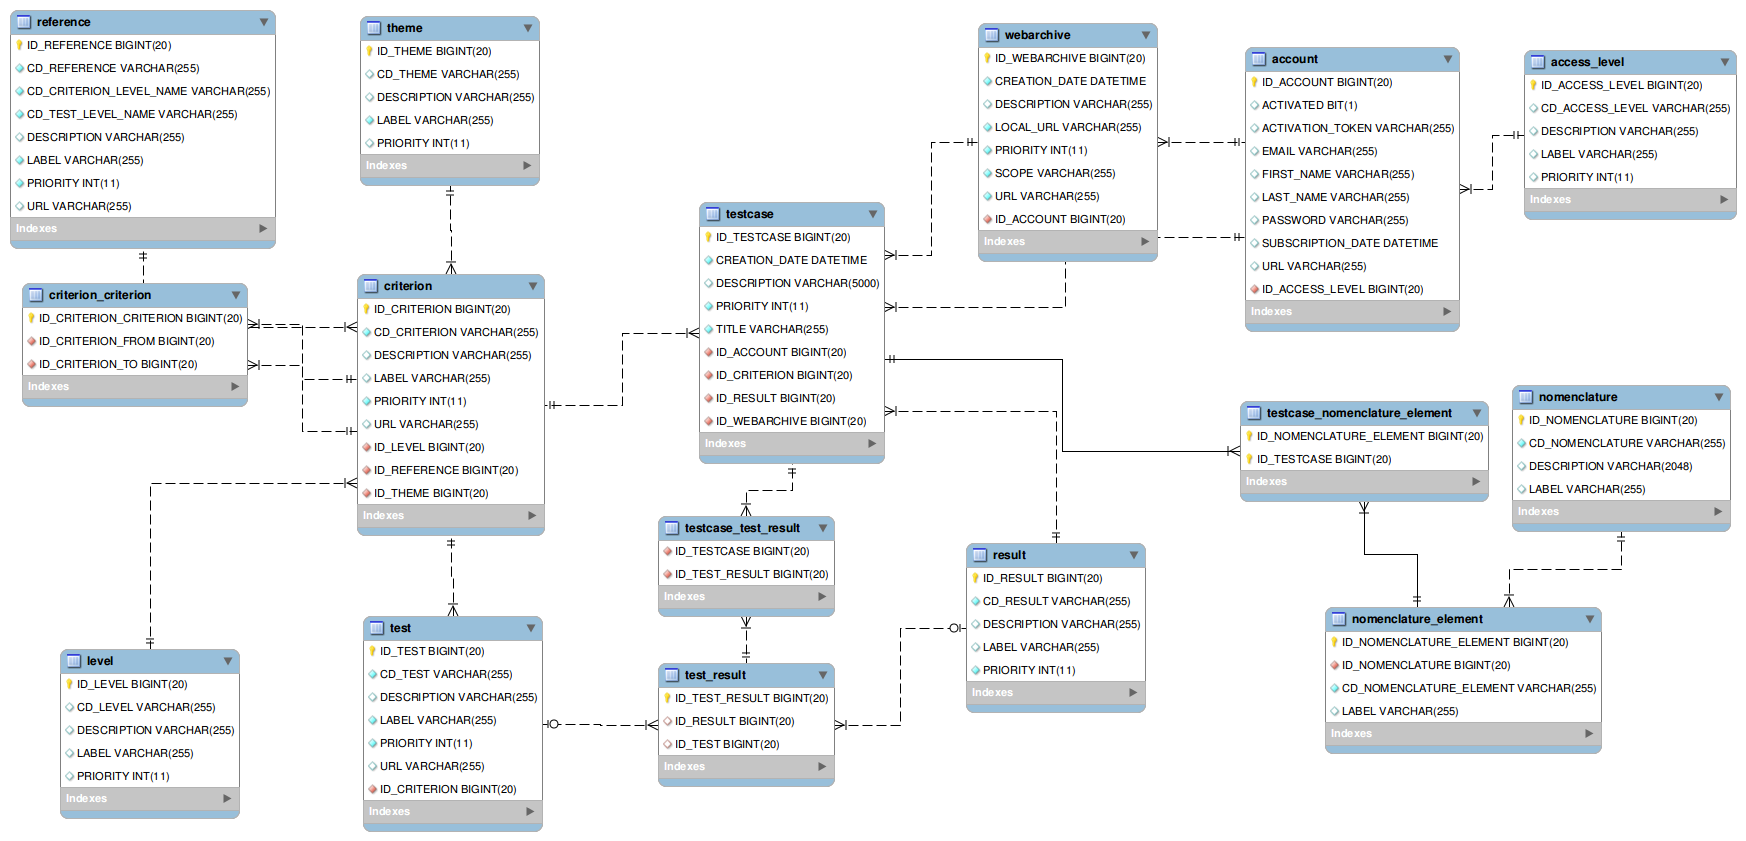 reference
ID_REFERENCE BIGINT(20)
CD_REFERENCE VARCHAR(255)
CD_CRITERION_LEVEL_NAME VARCHAR(255)
CD_TEST_LEVEL_NAME VARCHAR(255)
DESCRIPTION VARCHAR(255)
LABEL VARCHAR(255)
PRIORITY INT(11)
URL VARCHAR(255)
Indexes
theme
ID_THEME BIGINT(20)
CD_THEME VARCHAR(255)
DESCRIPTION VARCHAR(255)
LABEL VARCHAR(255)
PRIORITY INT(11)
Indexes
webarchive
ID_WEBARCHIVE BIGINT(20)
CREATION_DATE DATETIME
DESCRIPTION VARCHAR(255)
LOCAL_URL VARCHAR(255)
PRIORITY INT(11)
SCOPE VARCHAR(255)
URL VARCHAR(255)
ID_ACCOUNT BIGINT(20)
Indexes
account
ID_ACCOUNT BIGINT(20)
ACTIVATED BIT(1)
ACTIVATION_TOKEN VARCHAR(255)
EMAIL VARCHAR(255)
FIRST_NAME VARCHAR(255)
LAST_NAME VARCHAR(255)
PASSWORD VARCHAR(255)
SUBSCRIPTION_DATE DATETIME
URL VARCHAR(255)
ID_ACCESS_LEVEL BIGINT(20)
Indexes
access_level
ID_ACCESS_LEVEL BIGINT(20)
CD_ACCESS_LEVEL VARCHAR(255)
DESCRIPTION VARCHAR(255)
LABEL VARCHAR(255)
PRIORITY INT(11)
Indexes
criterion_criterion
ID_CRITERION_CRITERION BIGINT(20)
ID_CRITERION_FROM BIGINT(20)
ID_CRITERION_TO BIGINT(20)
Indexes
criterion
ID_CRITERION BIGINT(20)
CD_CRITERION VARCHAR(255)
DESCRIPTION VARCHAR(255)
LABEL VARCHAR(255)
PRIORITY INT(11)
URL VARCHAR(255)
ID_LEVEL BIGINT(20)
ID_REFERENCE BIGINT(20)
ID_THEME BIGINT(20)
Indexes
testcase
ID_TESTCASE BIGINT(20)
CREATION_DATE DATETIME
DESCRIPTION VARCHAR(5000)
PRIORITY INT(11)
TITLE VARCHAR(255)
ID_ACCOUNT BIGINT(20)
ID_CRITERION BIGINT(20)
ID_RESULT BIGINT(20)
ID_WEBARCHIVE BIGINT(20)
Indexes
testcase_nomenclature_element
ID_NOMENCLATURE_ELEMENT BIGINT(20)
ID_TESTCASE BIGINT(20)
Indexes
nomenclature
ID_NOMENCLATURE BIGINT(20)
CD_NOMENCLATURE VARCHAR(255)
DESCRIPTION VARCHAR(2048)
LABEL VARCHAR(255)
Indexes
level
ID_LEVEL BIGINT(20)
CD_LEVEL VARCHAR(255)
DESCRIPTION VARCHAR(255)
LABEL VARCHAR(255)
PRIORITY INT(11)
Indexes
test
ID_TEST BIGINT(20)
CD_TEST VARCHAR(255)
DESCRIPTION VARCHAR(255)
LABEL VARCHAR(255)
PRIORITY INT(11)
URL VARCHAR(255)
ID_CRITERION BIGINT(20)
Indexes
testcase_test_result
ID_TESTCASE BIGINT(20)
ID_TEST_RESULT BIGINT(20)
Indexes
test_result
ID_TEST_RESULT BIGINT(20)
ID_RESULT BIGINT(20)
ID_TEST BIGINT(20)
Indexes
result
ID_RESULT BIGINT(20)
CD_RESULT VARCHAR(255)
DESCRIPTION VARCHAR(255)
LABEL VARCHAR(255)
PRIORITY INT(11)
Indexes
nomenclature_element
ID_NOMENCLATURE_ELEMENT BIGINT(20)
ID_NOMENCLATURE BIGINT(20)
CD_NOMENCLATURE_ELEMENT VARCHAR(255)
LABEL VARCHAR(255)
Indexes